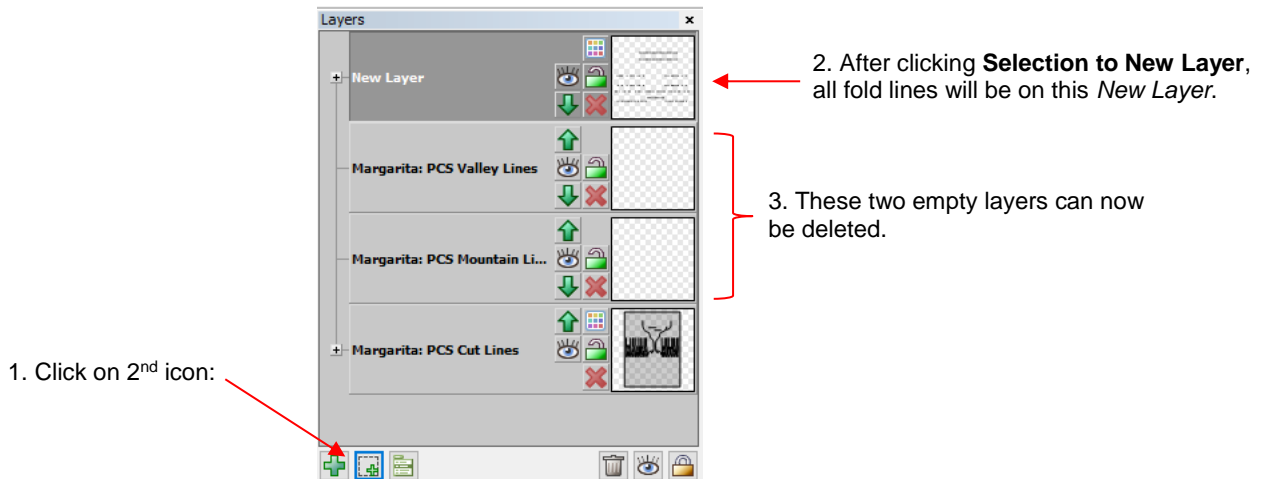 Layers
New Layer
2. After clicking Selection to New Layer,
all fold lines will be on this New Layer.
Margarita: PCS Valley Lines
3. These two empty layers can now
be deleted.
Margarita: PCS Mountain Li...
Margarita: PCS Cut Lines
1. Click on 2nd icon: